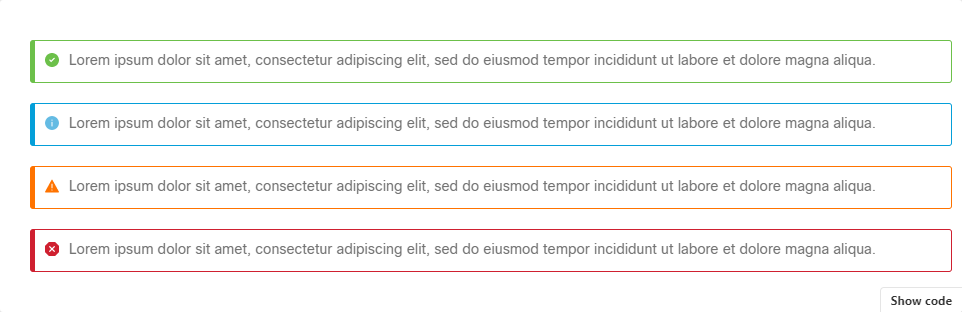 Lorem ipsum dolor sit amet, consectetur adipiscing elit, sed do eiusmod tempor incididunt ut labore et dolore magna aliqua.
Lorem ipsum dolor sit amet, consectetur adipiscing elit, sed do eiusmod tempor incididunt ut labore et dolore magna aliqua.
Lorem ipsum dolor sit amet, consectetur adipiscing elit, sed do eiusmod tempor incididunt ut labore et dolore magna aliqua.
Lorem ipsum dolor sit amet, consectetur adipiscing elit, sed do eiusmod tempor incididunt ut labore et dolore magna aliqua.
Show code